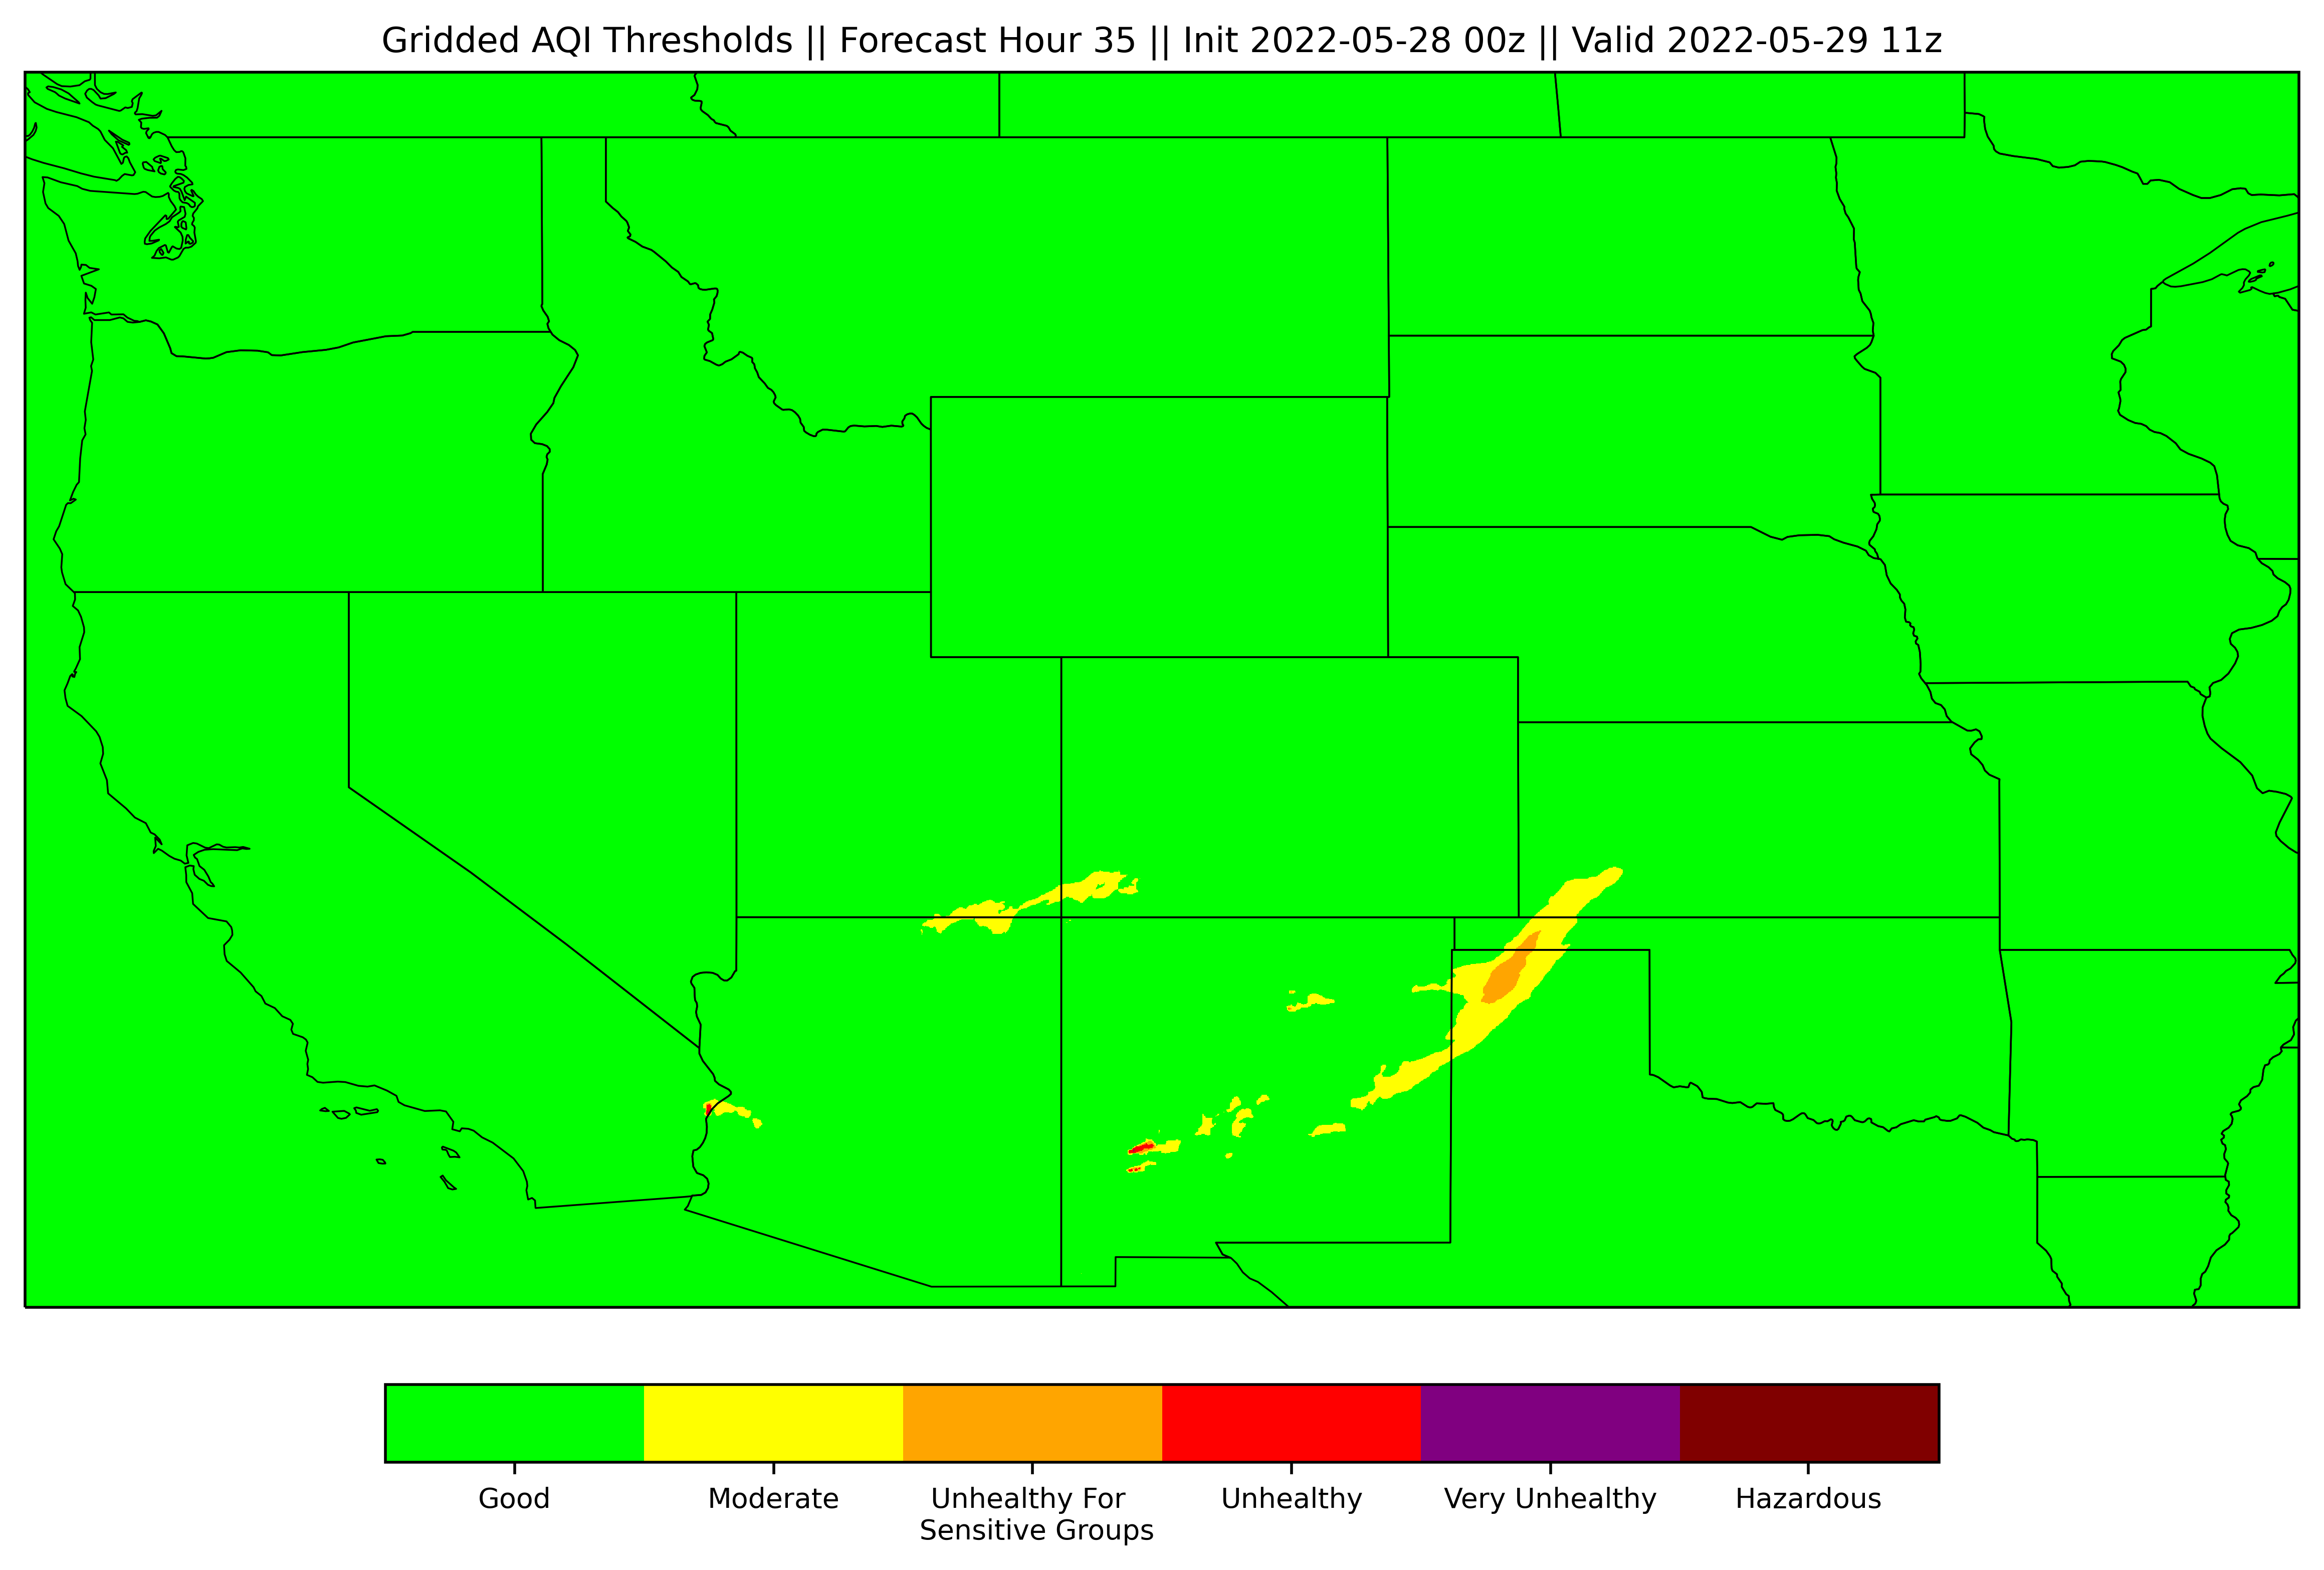 Gridded AQI Thresholds || Forecast Hour 35 || Init 2022-05-28 00z || Valid 2022-05-29 11z
Good Moderate Unhealthy For Unhealthy Very Unhealthy Hazardous
Sensitive Groups